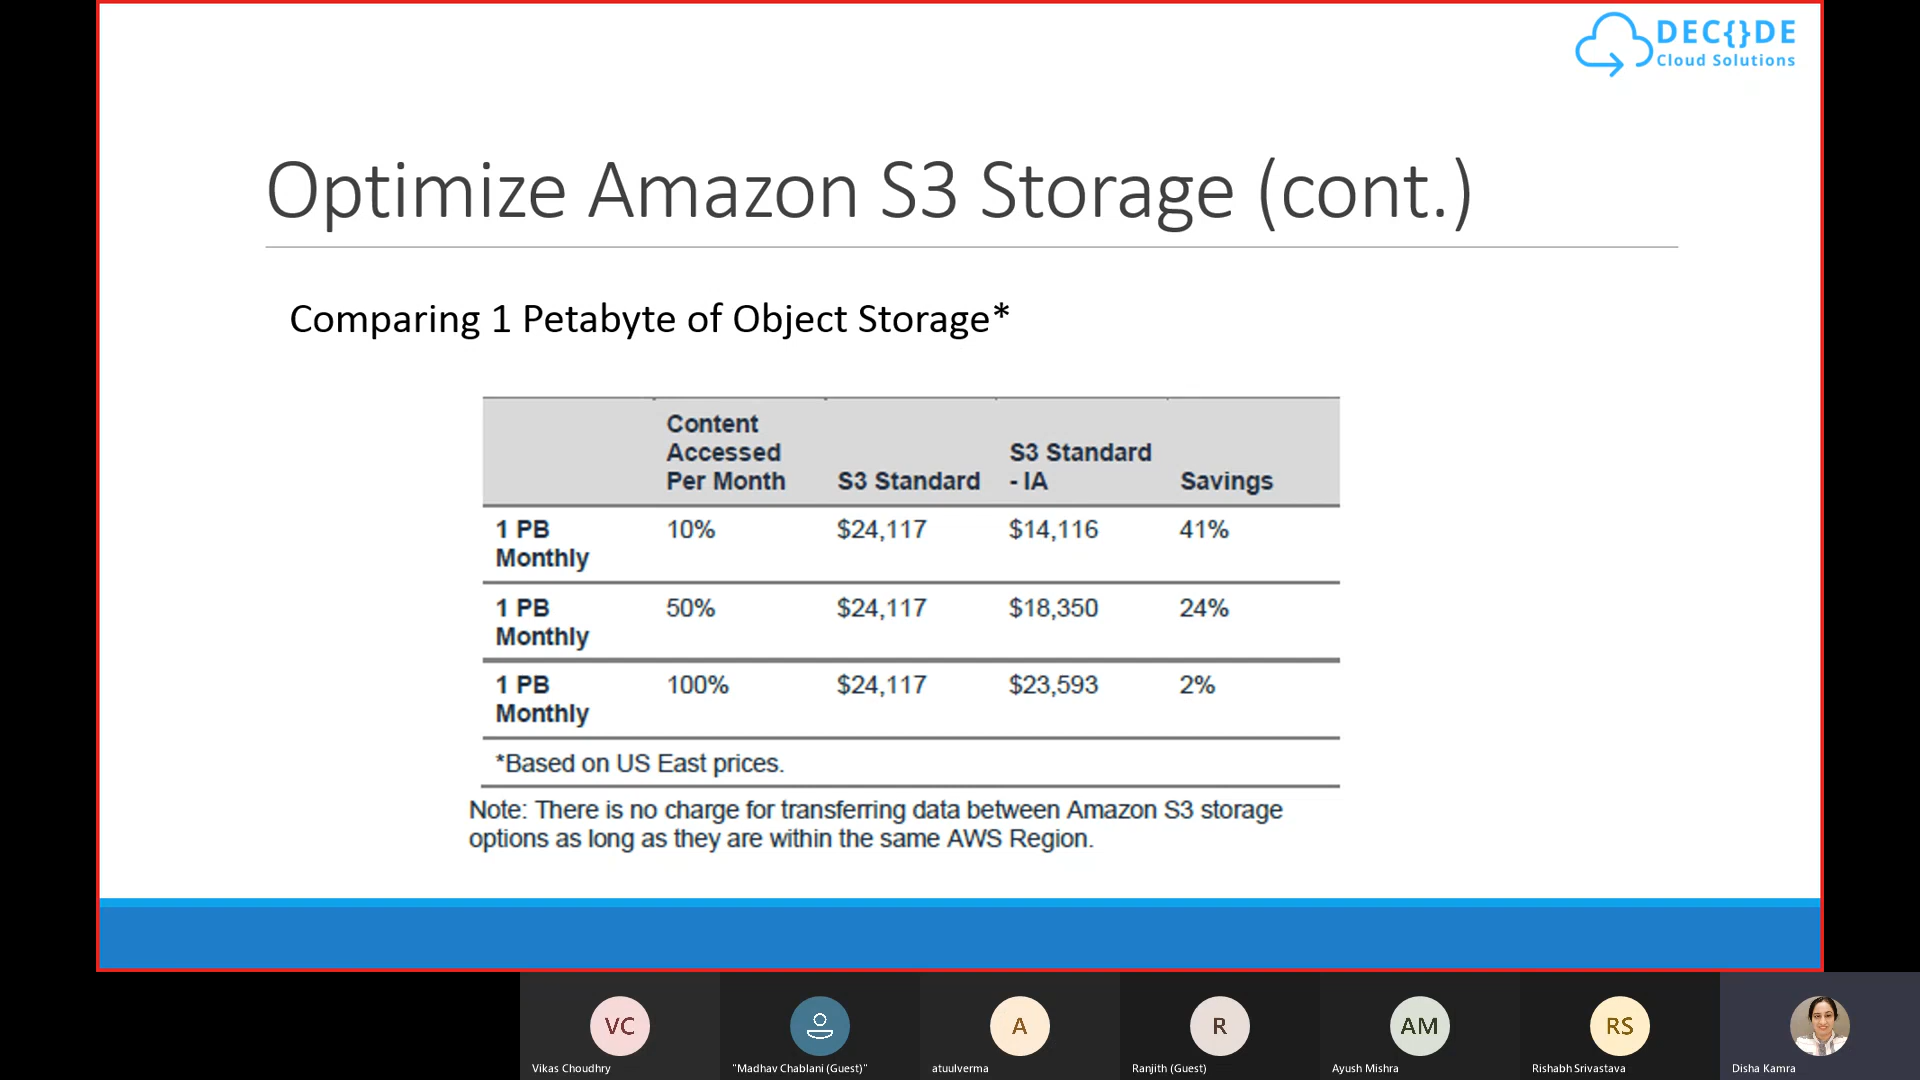 DEC{}DE
Cloud Solutions
Optimize Amazon S3 Storage (cont.)
Comparing 1 Petabyte of Object Storage*
Content
Accessed
Per Month
S3 Standard
S3 Standard
- IA
Savings
1 PB
Monthly
10%
$24,117
$14,116
41%
1 PB
Monthly
50%
$24,117
$18,350
24%
1 PB
Monthly
100%
$24,117
$23,593
2%
*Based on US East prices.
Note: There is no charge for transferring data between Amazon S3 storage
options as long as they are within the same AWS Region.
VC
A
R
AM
RS
Vikas Choudhry
"Madhav Chablani (Guest)"
atuulverma
Ranjith (Guest)
Ayush Mishra
Rishabh Srivastava
Disha Kamra